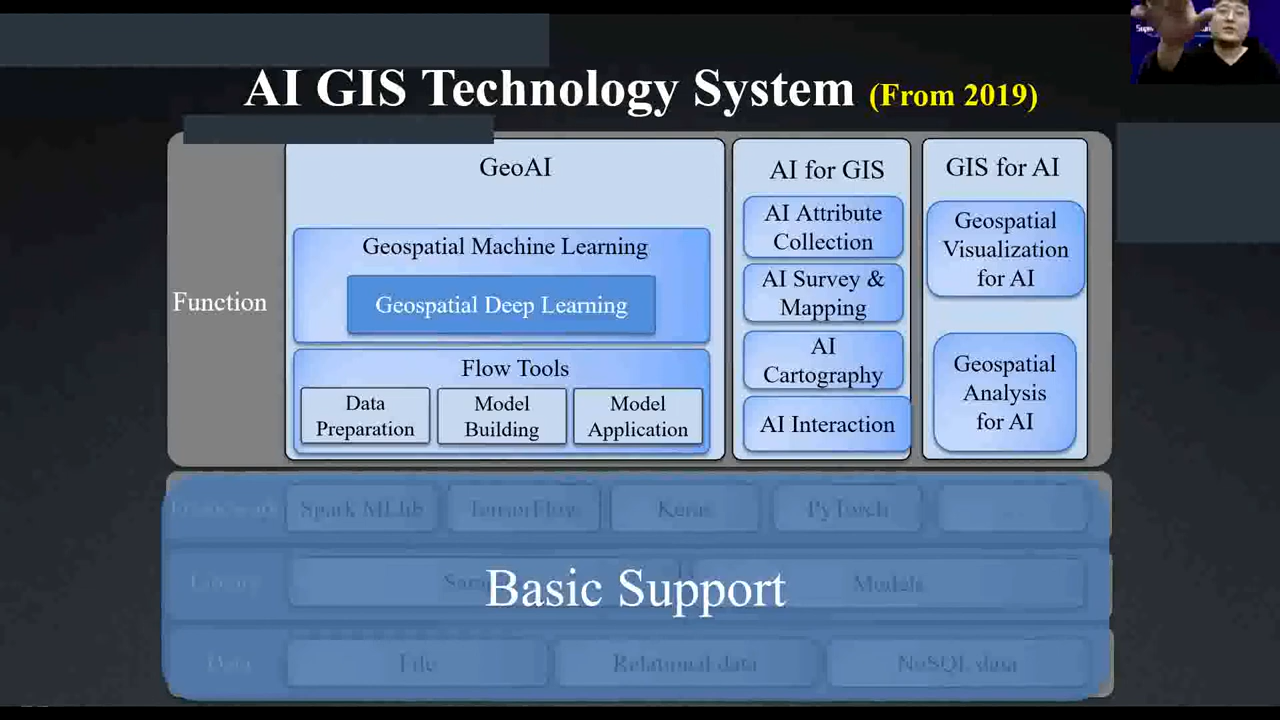 AI GIS Technology System (From 2019)
Function
GeoAI
Geospatial Machine Learning
Geospatial Deep Learning
Flow Tools
Data
Preparation
Model
Building
Model
Application
AI for GIS
AI Attribute
Collection
AI Survey &
Mapping
AI
Cartography
AI Interaction
GIS for AI
Geospatial
Visualization
for AI
Geospatial
Analysis
for AI
Framework
Spark MLlib
TensorFlow
Keras
PyTorch
Basic Support
Library
Models
Data
File
Relational data
NoSQL data